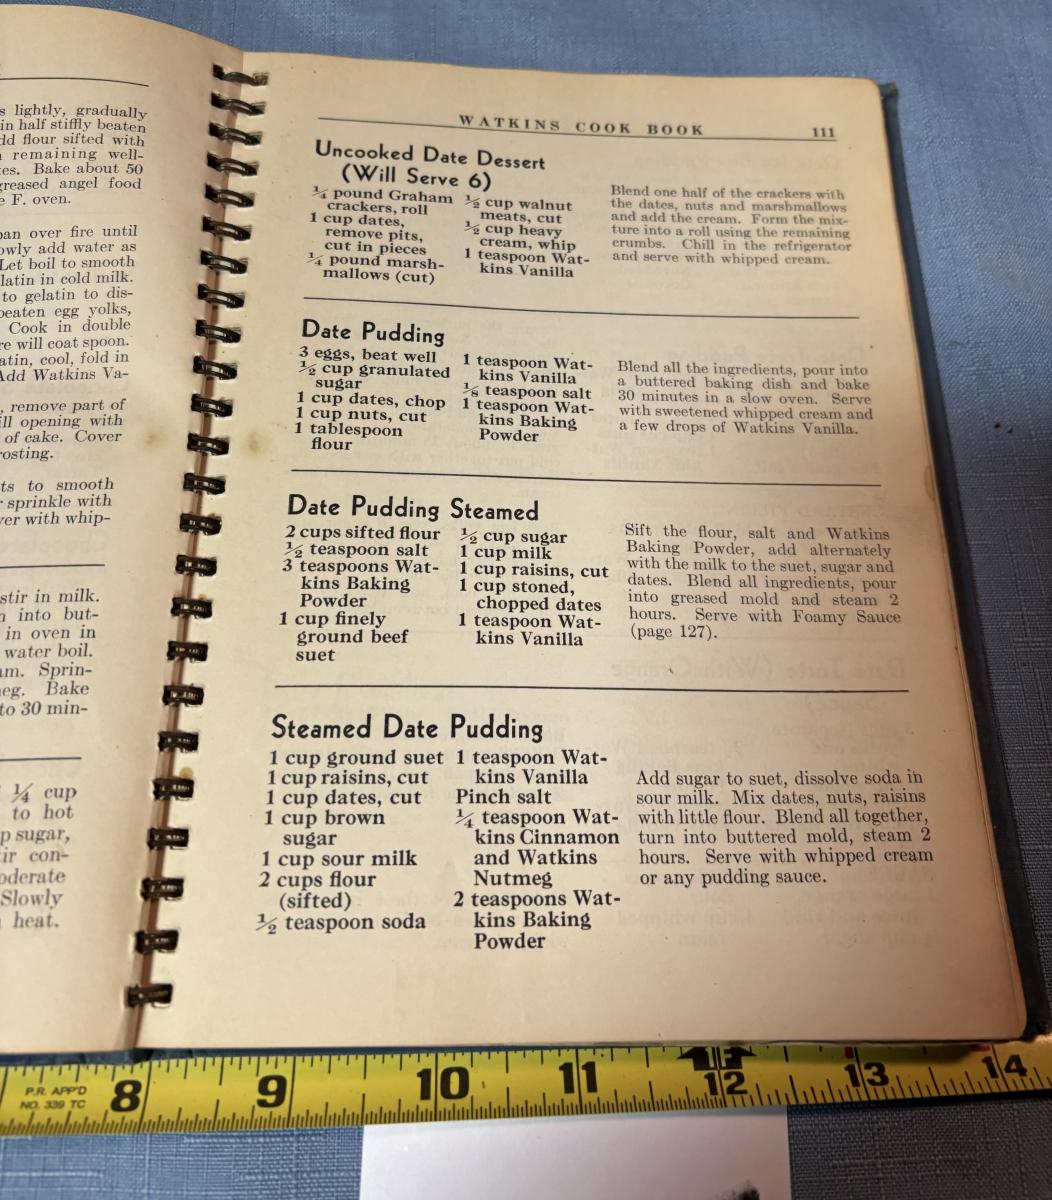 s lightly, gradually
in half stiffly beaten
dd flour sifted with
remaining well-
es. Bake about 50
greased angel food
F. oven.
pan over fire until
owly add water as
Let boil to smooth
latin in cold milk.
to gelatin to dis-
beaten egg yolks,
Cook in double
re will coat spoon.
atin, cool, fold in
Add Watkins Va-
, remove part of
ill opening with
of cake. Cover
rosting.
ts to smooth
sprinkle with
ver with whip-
stir in milk.
n into but-
in oven in
water boil.
am. Sprin-
eg. Bake
to 30 min-
¼ cup
to hot
p sugar,
tir con-
oderate
Slowly
heat.
WATKINS COOK BOOK 111
Uncooked Date Dessert
(Will Serve 6)
¼ pound Graham
crackers, roll
1 cup dates,
remove pits,
cut in pieces
¼ pound marsh-
mallows (cut)
½ cup walnut
meats, cut
½ cup heavy
cream, whip
1 teaspoon Wat-
kins Vanilla
Blend one half of the crackers with
the dates, nuts and marshmallows
and add the cream. Form the mix-
ture into a roll using the remaining
crumbs. Chill in the refrigerator
and serve with whipped cream.
Date Pudding
3 eggs, beat well
½ cup granulated
sugar
1 cup dates, chop
1 cup nuts, cut
1 tablespoon
flour
1 teaspoon Wat-
kins Vanilla
⅛ teaspoon salt
1 teaspoon Wat-
kins Baking
Powder
Blend all the ingredients, pour into
a buttered baking dish and bake
30 minutes in a slow oven. Serve
with sweetened whipped cream and
a few drops of Watkins Vanilla.
Date Pudding Steamed
2 cups sifted flour
½ teaspoon salt
3 teaspoons Wat-
kins Baking
Powder
1 cup finely
ground beef
suet
½ cup sugar
1 cup milk
1 cup raisins, cut
1 cup stoned,
chopped dates
1 teaspoon Wat-
kins Vanilla
Sift the flour, salt and Watkins
Baking Powder, add alternately
with the milk to the suet, sugar and
dates. Blend all ingredients, pour
into greased mold and steam 2
hours. Serve with Foamy Sauce
(page 127).
Steamed Date Pudding
1 cup ground suet
1 cup raisins, cut
1 cup dates, cut
1 cup brown
sugar
1 cup sour milk
2 cups flour
(sifted)
½ teaspoon soda
1 teaspoon Wat-
kins Vanilla
Pinch salt
¼ teaspoon Wat-
kins Cinnamon
and Watkins
Nutmeg
2 teaspoons Wat-
kins Baking
Powder
Add sugar to suet, dissolve soda in
sour milk. Mix dates, nuts, raisins
with little flour. Blend all together,
turn into buttered mold, steam 2
hours. Serve with whipped cream
or any pudding sauce.
P.R. APP'D
NO. 339 TC
8 9 10 11 12 13 14